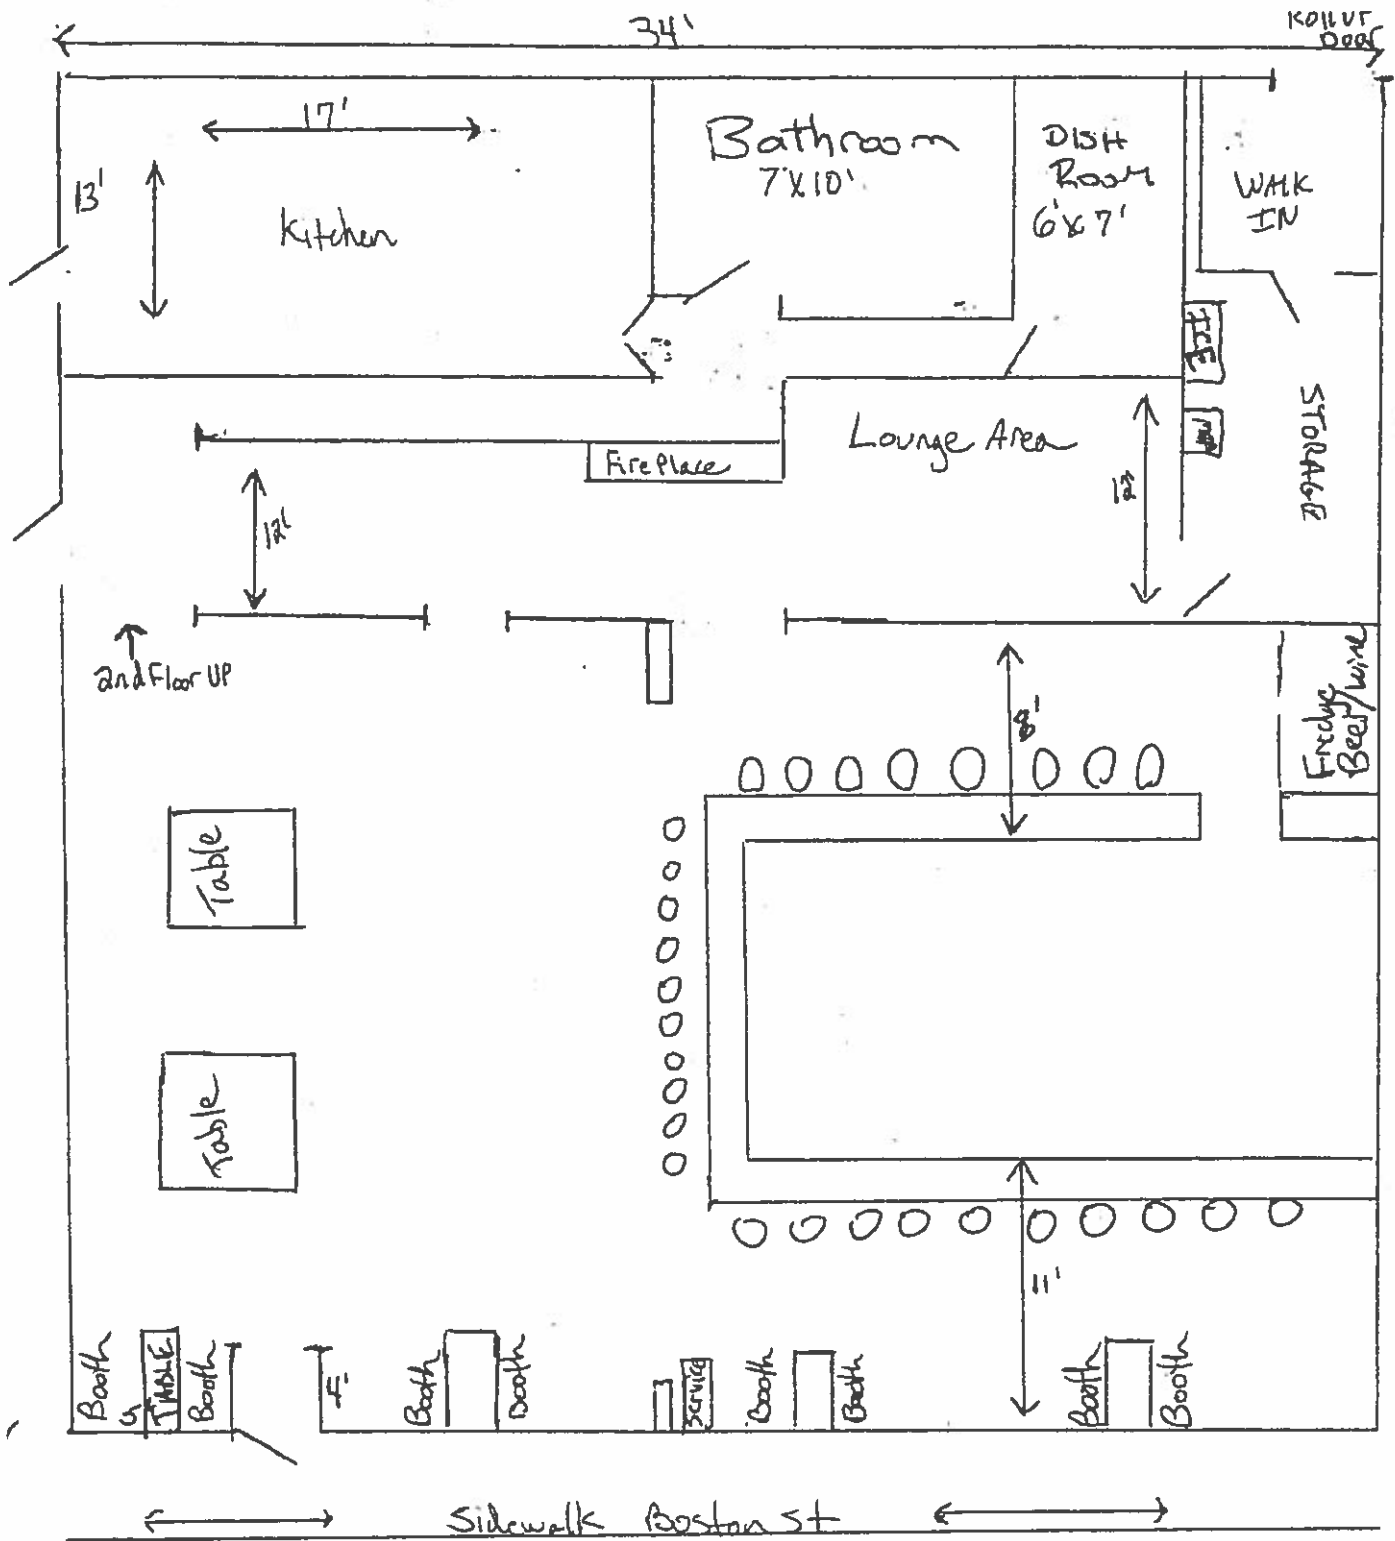 34'
ROLL UP
DOOR
17'
13'
Kitchen
Bathroom
7'X10'
DISH
Room
6'X7'
WALK
IN
ICE
STORAGE
Lounge Area
Fire Place
12'
12'
2nd Floor UP
8'
Fridge
Beer/Wine
Table
Table
11'
Booth
TABLE
Booth
4'
Booth
Booth
Service
Booth
Booth
Booth
Booth
Sidewalk Boston St